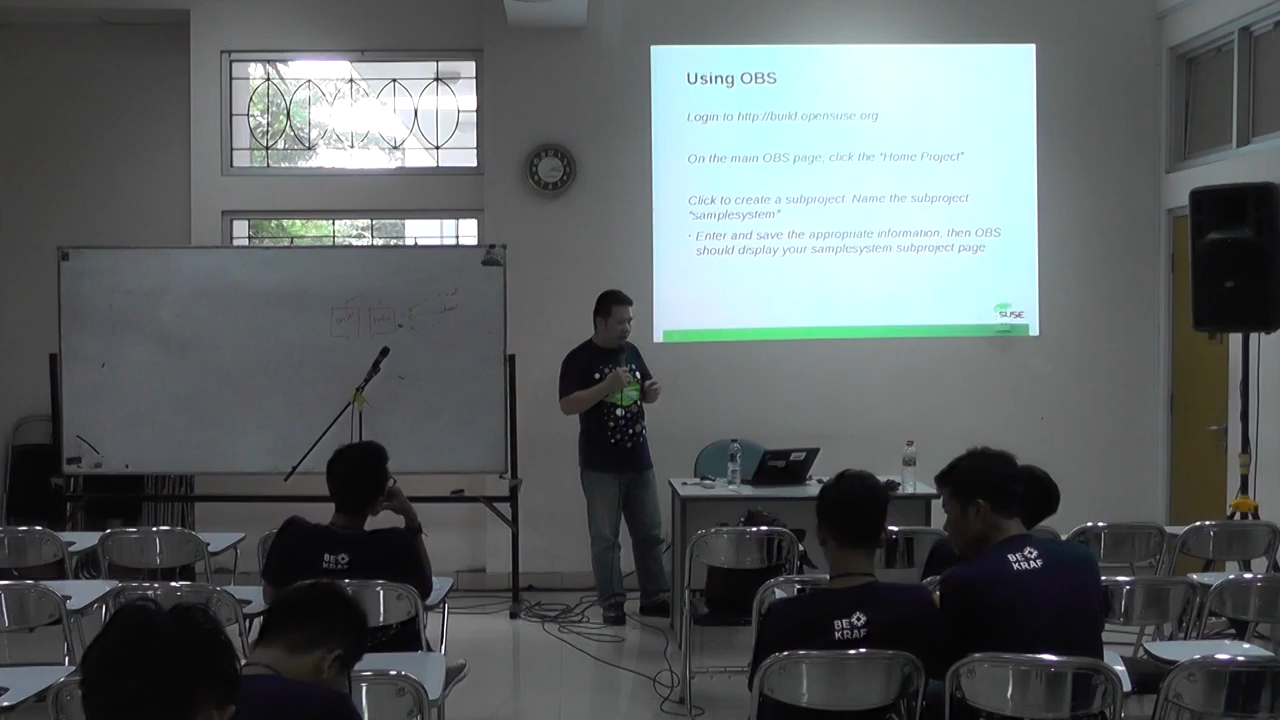 Using OBS
Login to http://build.opensuse.org
On the main OBS page, click the "Home Project"
Click to create a subproject. Name the subproject
"samplesystem"
· Enter and save the appropriate information, then OBS
should display your samplesystem subproject page
SUSE
BE
KRAF
BE
KRAF
BE
KRAF